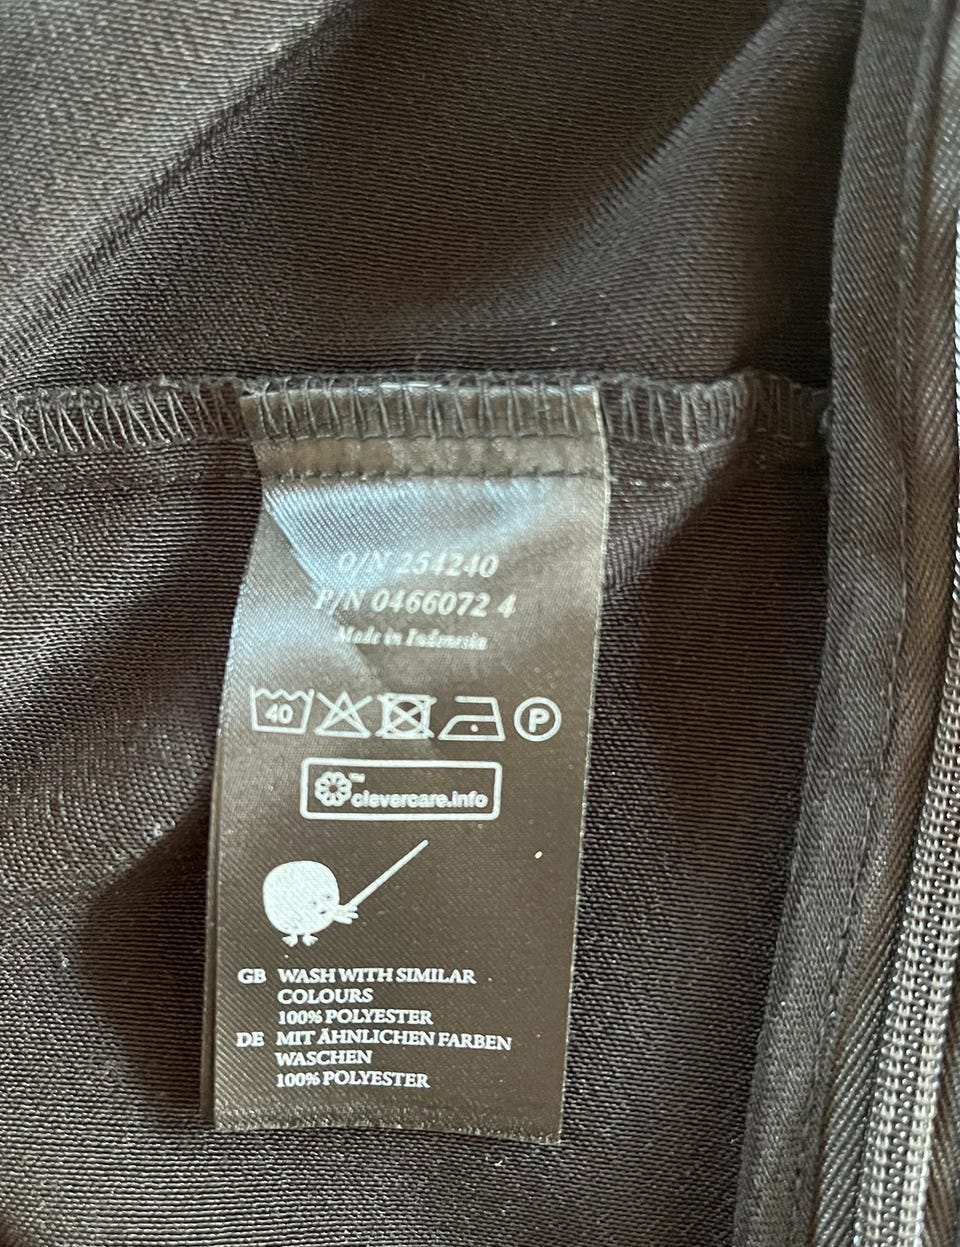 O/N 254240
P/N 0466072 4
Made in Indonesia
40 P
™
clevercare.info
GB WASH WITH SIMILAR
COLOURS
100% POLYESTER
DE MIT ÄHNLICHEN FARBEN
WASCHEN
100% POLYESTER